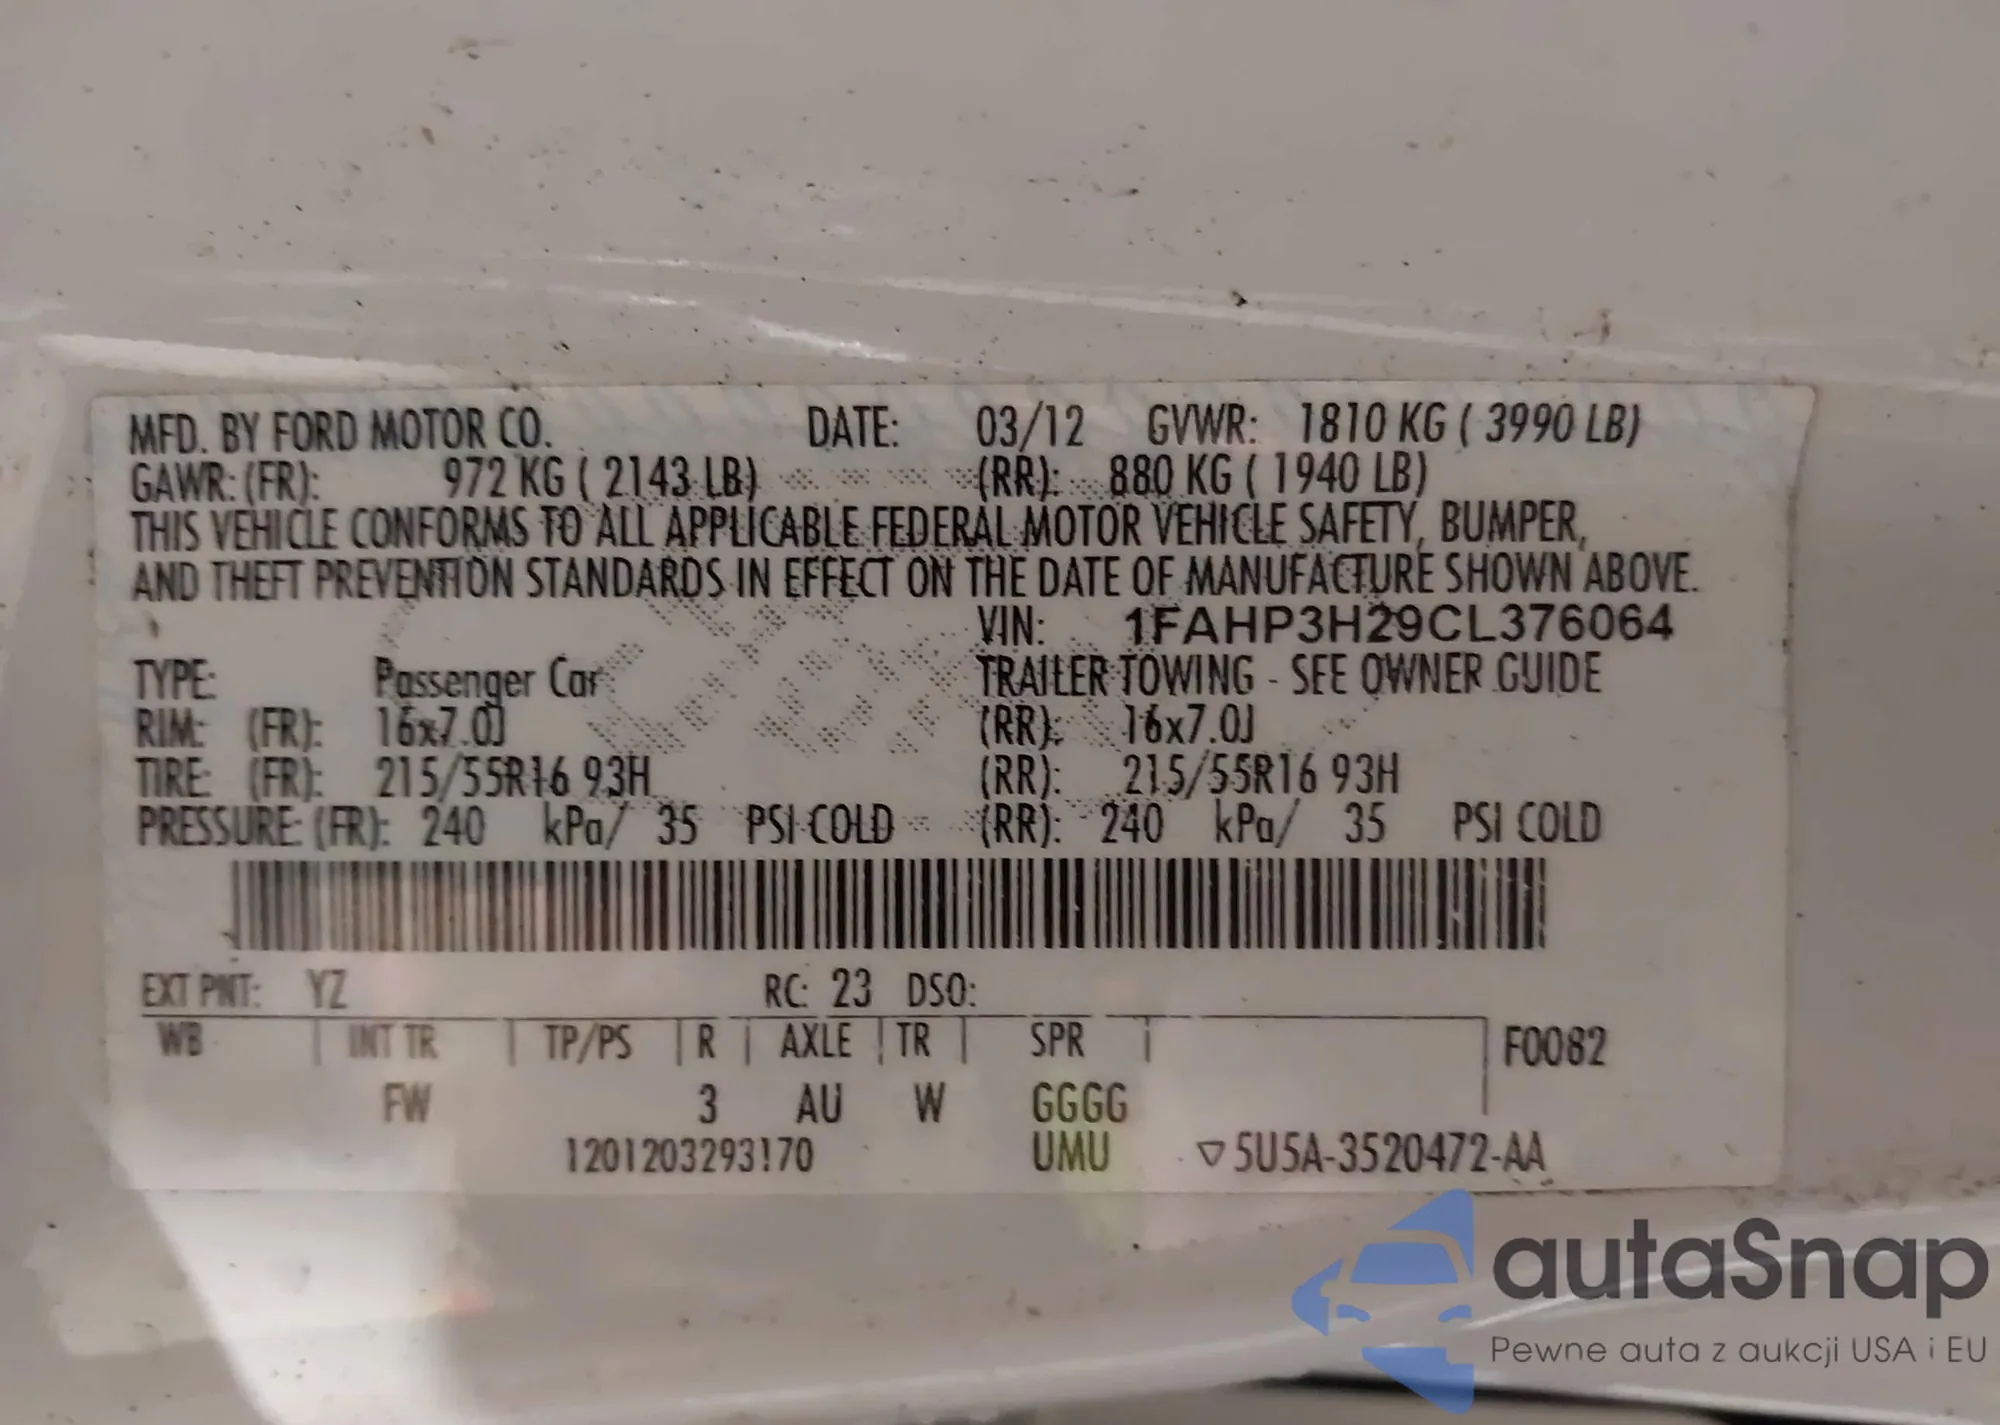 MFD. BY FORD MOTOR CO. DATE: 03/12 GVWR: 1810 KG ( 3990 LB)
GAWR: (FR): 972 KG ( 2143 LB) (RR): 880 KG ( 1940 LB)
THIS VEHICLE CONFORMS TO ALL APPLICABLE FEDERAL MOTOR VEHICLE SAFETY, BUMPER,
AND THEFT PREVENTION STANDARDS IN EFFECT ON THE DATE OF MANUFACTURE SHOWN ABOVE.
VIN: 1FAHP3H29CL376064
TYPE: Passenger Car TRAILER TOWING - SEE OWNER GUIDE
RIM: (FR): 16x7.0J (RR): 16x7.0J
TIRE: (FR): 215/55R16 93H (RR): 215/55R16 93H
PRESSURE: (FR): 240 kPa/ 35 PSI COLD (RR): 240 kPa/ 35 PSI COLD
EXT PNT: YZ RC: 23 DSO:
WB INT TR TP/PS R AXLE TR SPR F0082
FW 3 AU W GGGG
1201203293170 UMU ▽5U5A-3520472-AA
autaSnap
Pewne auta z aukcji USA i EU